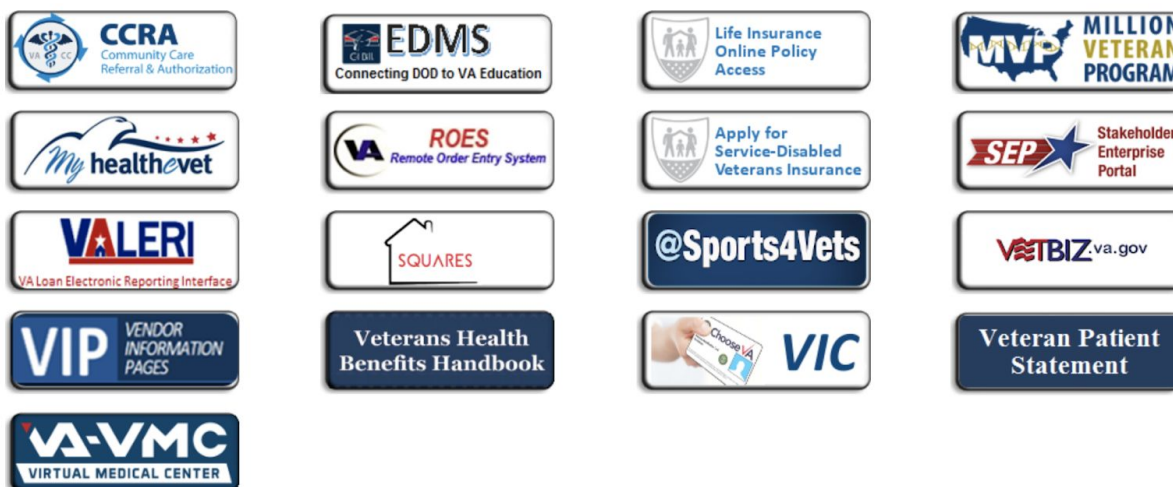 VA CC
CCRA
Community Care
Referral & Authorization
EDMS
Connecting DOD to VA Education
Life Insurance
Online Policy
Access
MVP
MILLION
VETERAN
PROGRAM
My healthevet
VA
ROES
Remote Order Entry System
Apply for
Service-Disabled
Veterans Insurance
SEP
Stakeholder
Enterprise
Portal
VALERI
VA Loan Electronic Reporting Interface
SQUARES
@Sports4Vets
VETBIZ.va.gov
VIP
VENDOR
INFORMATION
PAGES
Veterans Health
Benefits Handbook
Choose VA
VIC
Veteran Patient
Statement
VA-VMC
VIRTUAL MEDICAL CENTER